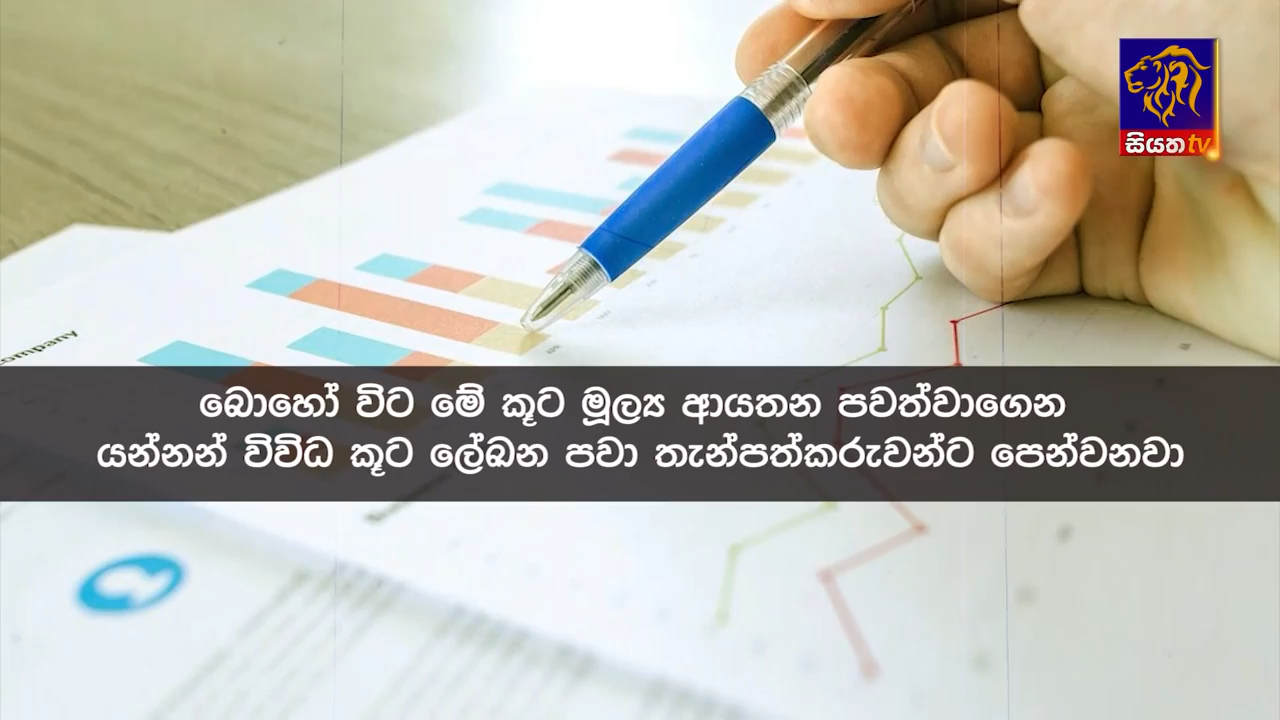 සියත tv
බොහෝ විට මේ කූට මූල්‍ය ආයතන පවත්වාගෙන
යන්නන් විවිධ කූට ලේඛන පවා තැන්පත්කරුවන්ට පෙන්වනවා